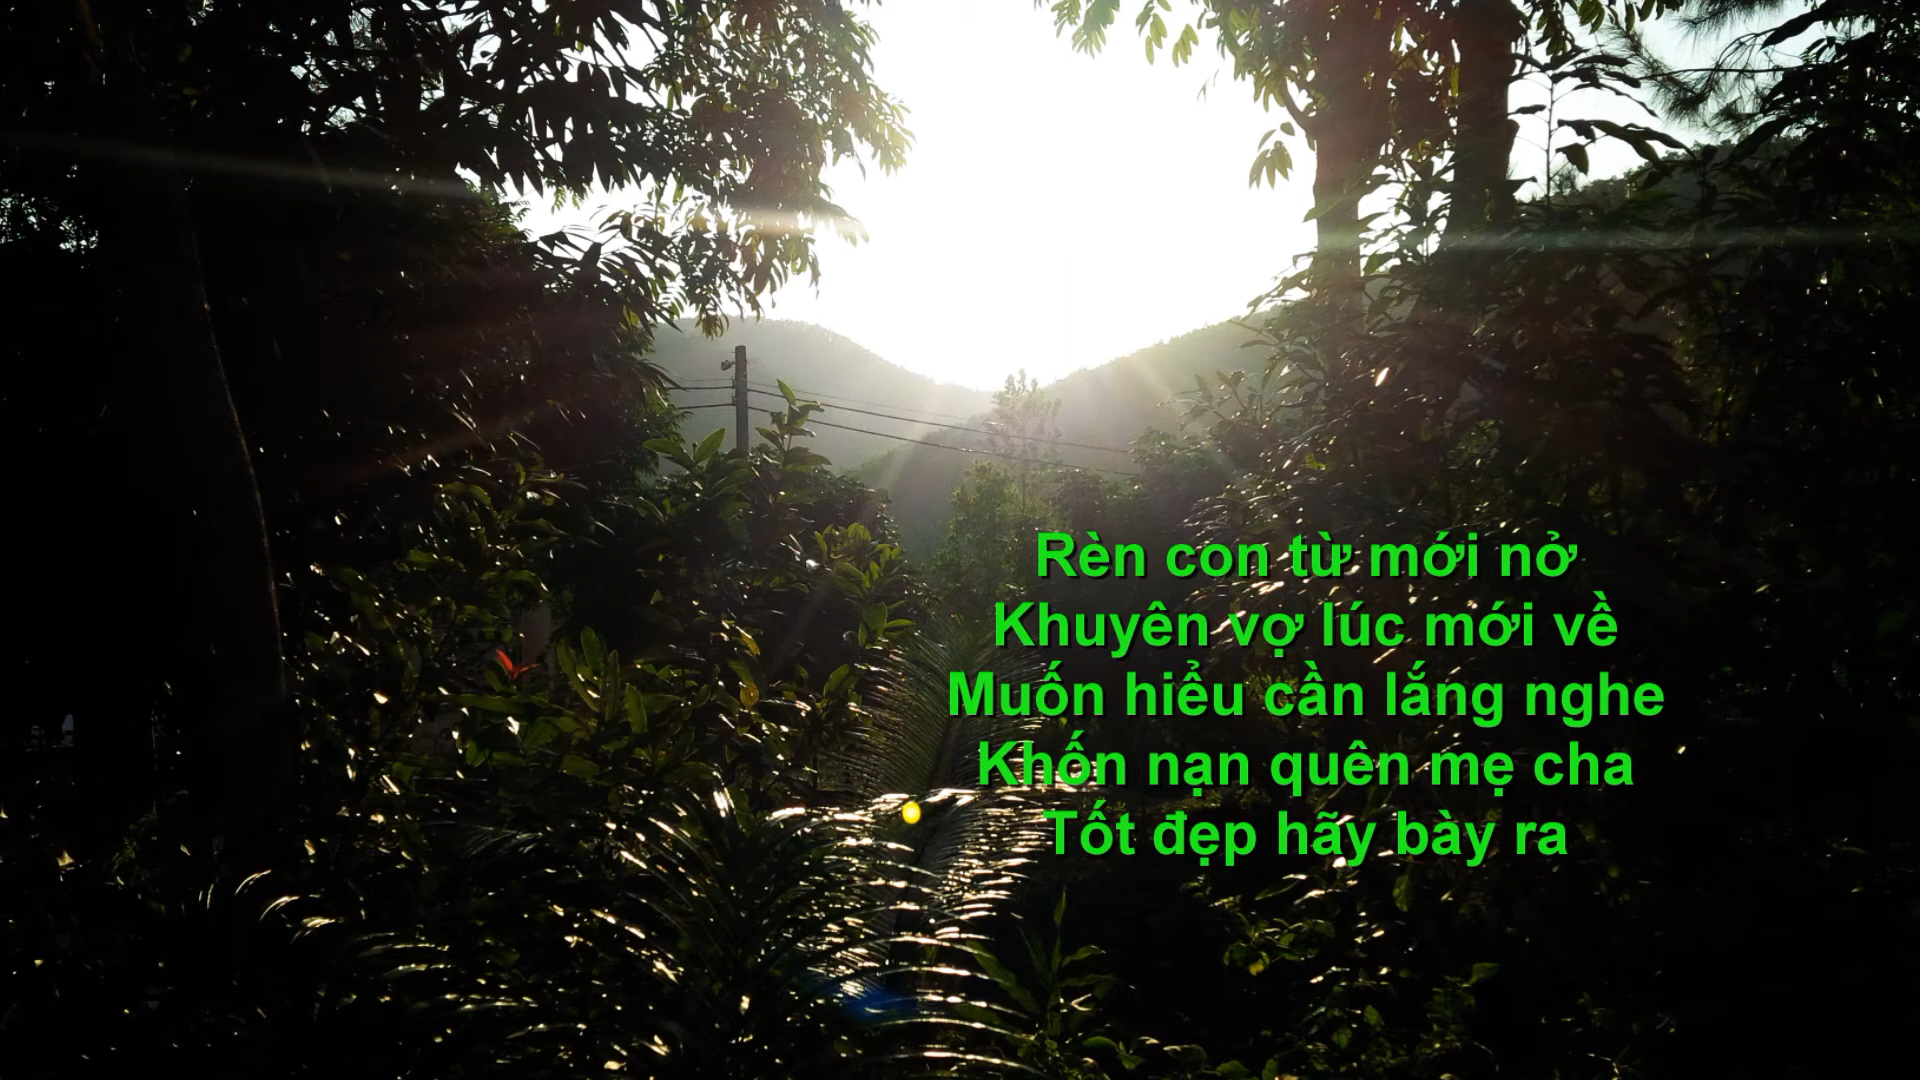 Rèn con từ mới nở
Khuyên vợ lúc mới về
Muốn hiểu cần lắng nghe
Khốn nạn quên mẹ cha
Tốt đẹp hãy bày ra